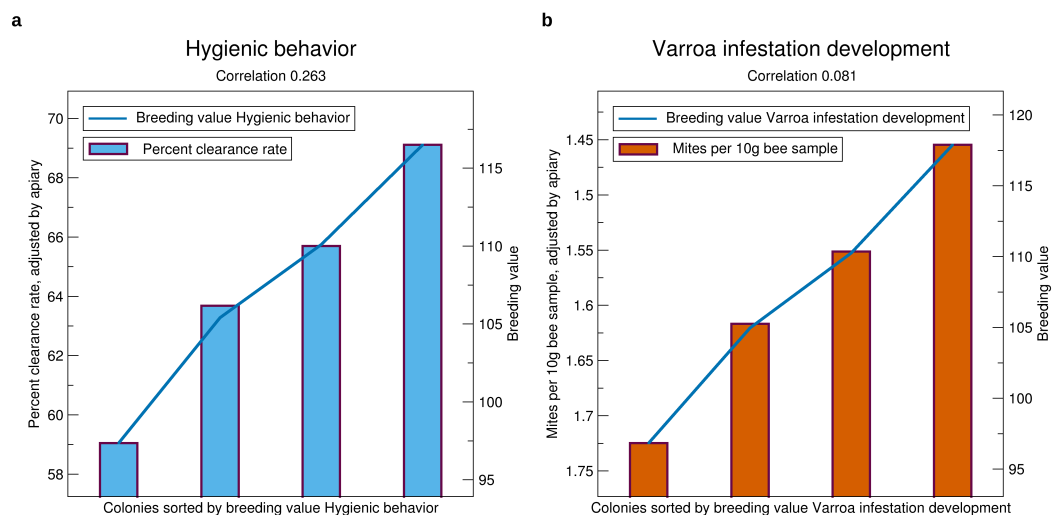 a
Hygienic behavior
Correlation 0.263
Breeding value Hygienic behavior
Percent clearance rate
Percent clearance rate, adjusted by apiary
70
68
66
64
62
60
58
115
110
105
100
95
Breeding value
Colonies sorted by breeding value Hygienic behavior
b
Varroa infestation development
Correlation 0.081
Breeding value Varroa infestation development
Mites per 10g bee sample
Mites per 10g bee sample, adjusted by apiary
1.45
1.5
1.55
1.6
1.65
1.7
1.75
120
115
110
105
100
95
Breeding value
Colonies sorted by breeding value Varroa infestation development